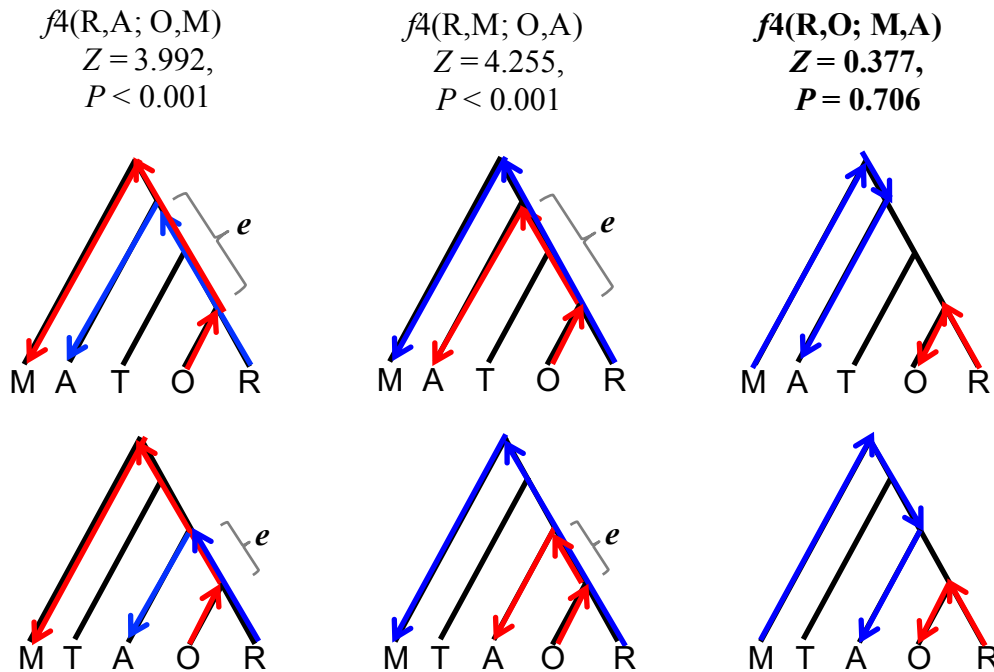 f4(R,A; O,M)
Z = 3.992,
P < 0.001
f4(R,M; O,A)
Z = 4.255,
P < 0.001
f4(R,O; M,A)
Z = 0.377,
P = 0.706
e
M A T O R
e
M A T O R
M A T O R
e
M T A O R
e
M T A O R
M T A O R